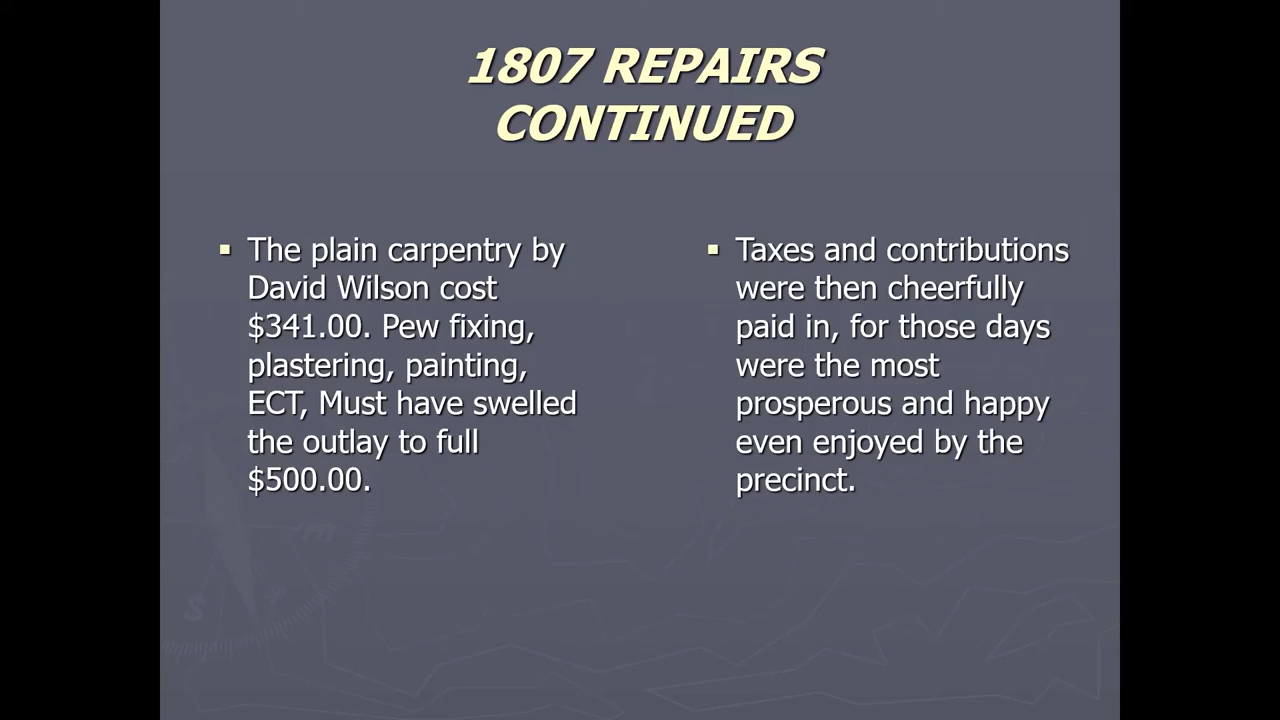 1807 REPAIRS
CONTINUED
▪ The plain carpentry by
David Wilson cost
$341.00. Pew fixing,
plastering, painting,
ECT, Must have swelled
the outlay to full
$500.00.
▪ Taxes and contributions
were then cheerfully
paid in, for those days
were the most
prosperous and happy
even enjoyed by the
precinct.